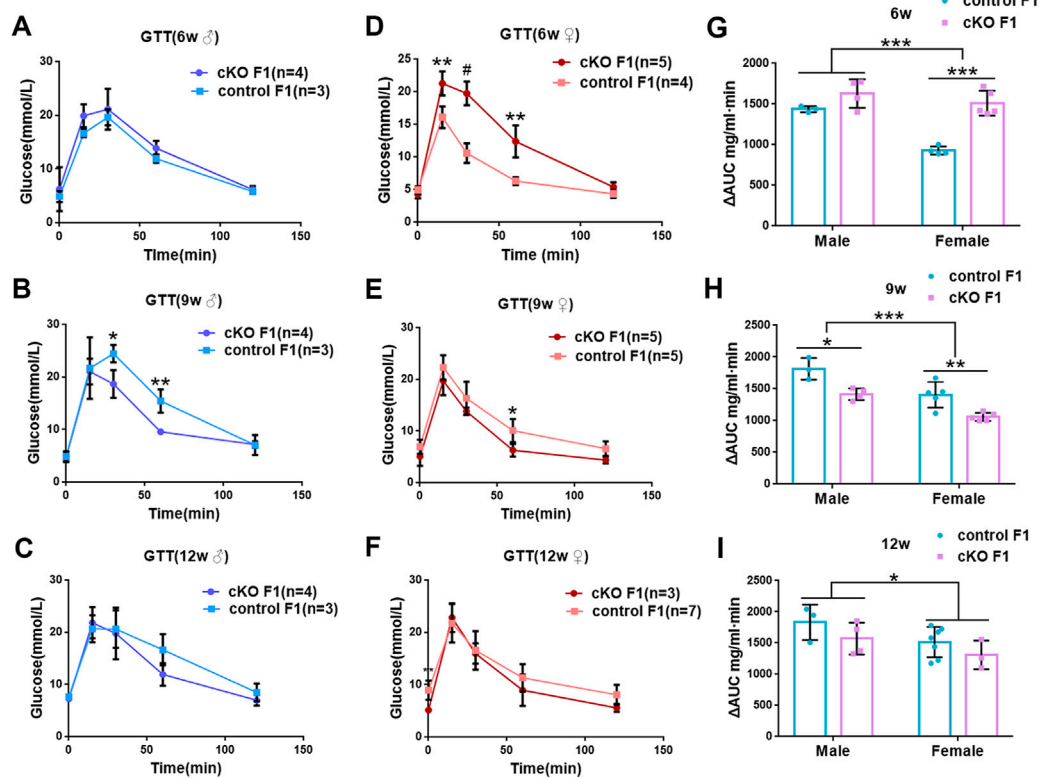 A
GTT(6w ♂)
cKO F1(n=4)
control F1(n=3)
Glucose(mmol/L)
30
20
10
0
0
50
100
150
TIme(min)
D
GTT(6w ♀)
cKO F1(n=5)
control F1(n=4)
** # **
Glucose(mmol/L)
25
20
15
10
5
0
0
50
100
150
Time (min)
G
6w
control F1
cKO F1
***
***
ΔAUC mg/ml-min
2000
1500
1000
500
0
Male
Female
B
GTT(9w ♂)
cKO F1(n=4)
control F1(n=3)
* **
Glucose(mmol/L)
30
20
10
0
0
50
100
150
Time(min)
E
GTT(9w ♀)
cKO F1(n=5)
control F1(n=5)
*
Glucose(mmol/L)
30
20
10
0
0
50
100
150
Time(min)
H
9w
control F1
cKO F1
***
*
**
ΔAUC mg/ml-min
2500
2000
1500
1000
500
0
Male
Female
C
GTT(12w ♂)
cKO F1(n=4)
control F1(n=3)
Glucose(mmol/L)
30
20
10
0
0
50
100
150
Time(min)
F
GTT(12w ♀)
cKO F1(n=3)
control F1(n=7)
**
Glucose(mmol/L)
30
20
10
0
0
50
100
150
Time(min)
I
12w
control F1
cKO F1
*
ΔAUC mg/ml-min
2500
2000
1500
1000
500
0
Male
Female